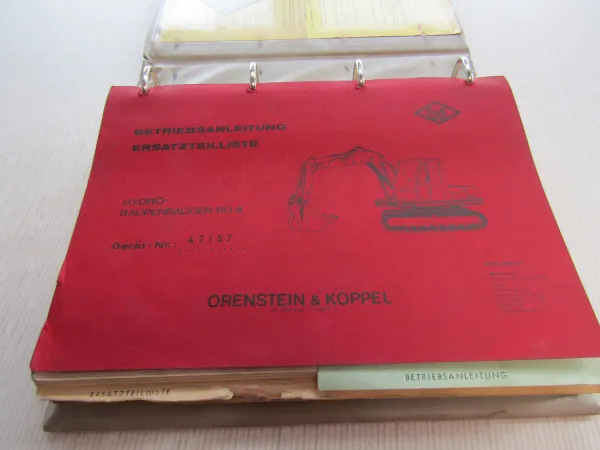 BETRIEBSANLEITUNG
ERSATZTEILLISTE
HYDRO-
RAUPENBAGGER RH 4
Gerät-Nr.: 47157
ORENSTEIN & KOPPEL
ERSATZTEILLISTE
BETRIEBSANLEITUNG